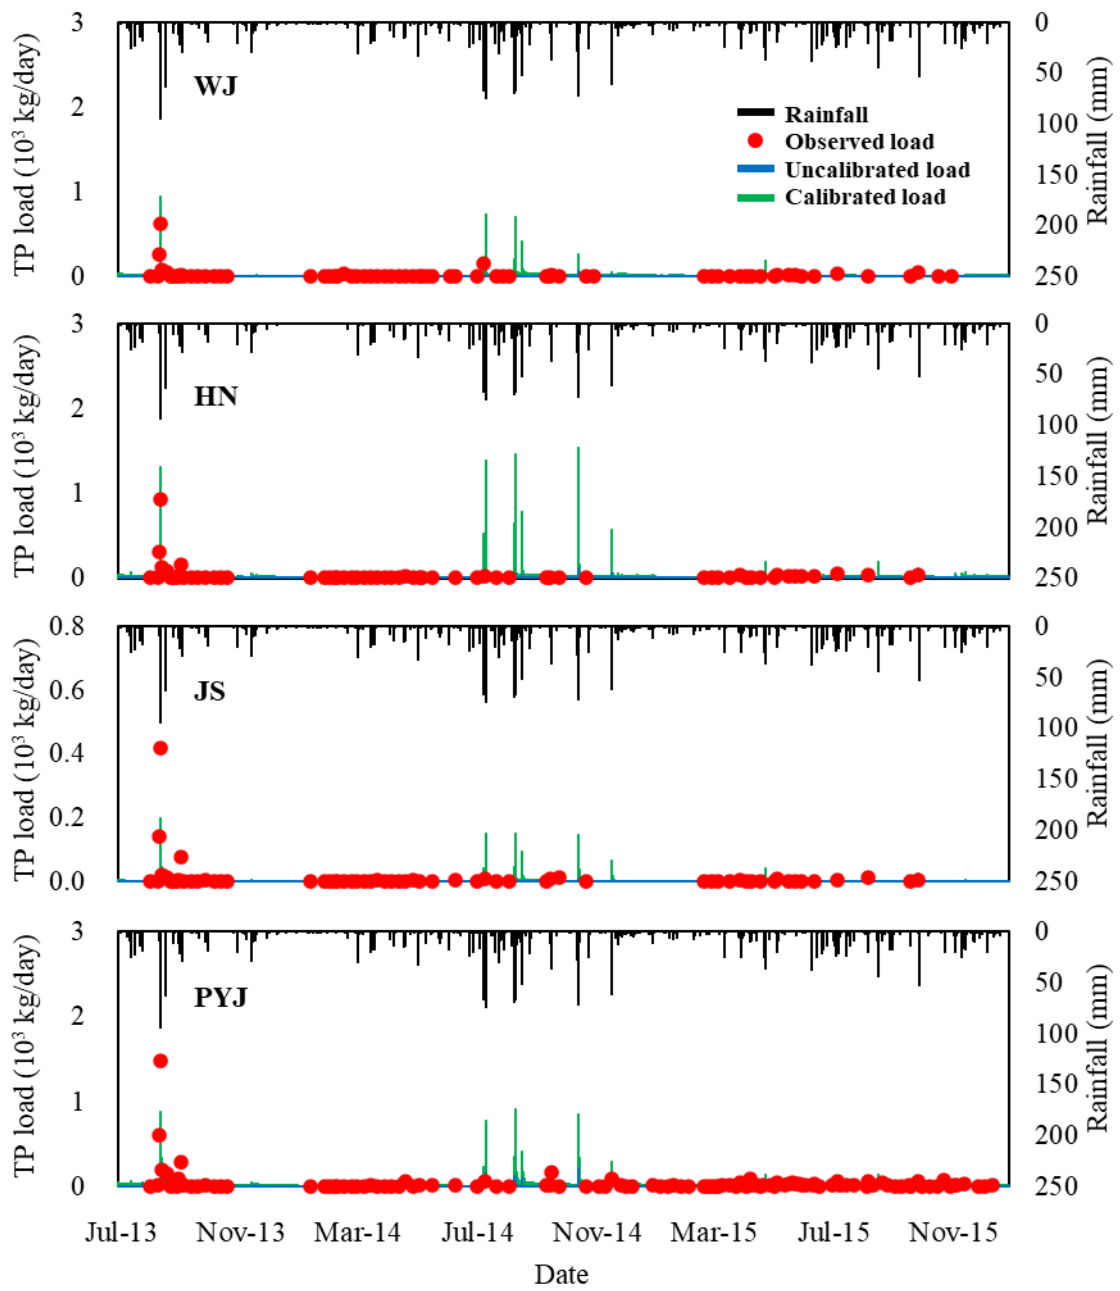 3
2
1
0
TP load (10³ kg/day)
WJ
Rainfall
Observed load
Uncalibrated load
Calibrated load
0
50
100
150
200
250
Rainfall (mm)
3
2
1
0
TP load (10³ kg/day)
HN
0
50
100
150
200
250
Rainfall (mm)
0.8
0.6
0.4
0.2
0.0
TP load (10³ kg/day)
JS
0
50
100
150
200
250
Rainfall (mm)
3
2
1
0
TP load (10³ kg/day)
PYJ
0
50
100
150
200
250
Rainfall (mm)
Jul-13 Nov-13 Mar-14 Jul-14 Nov-14 Mar-15 Jul-15 Nov-15
Date